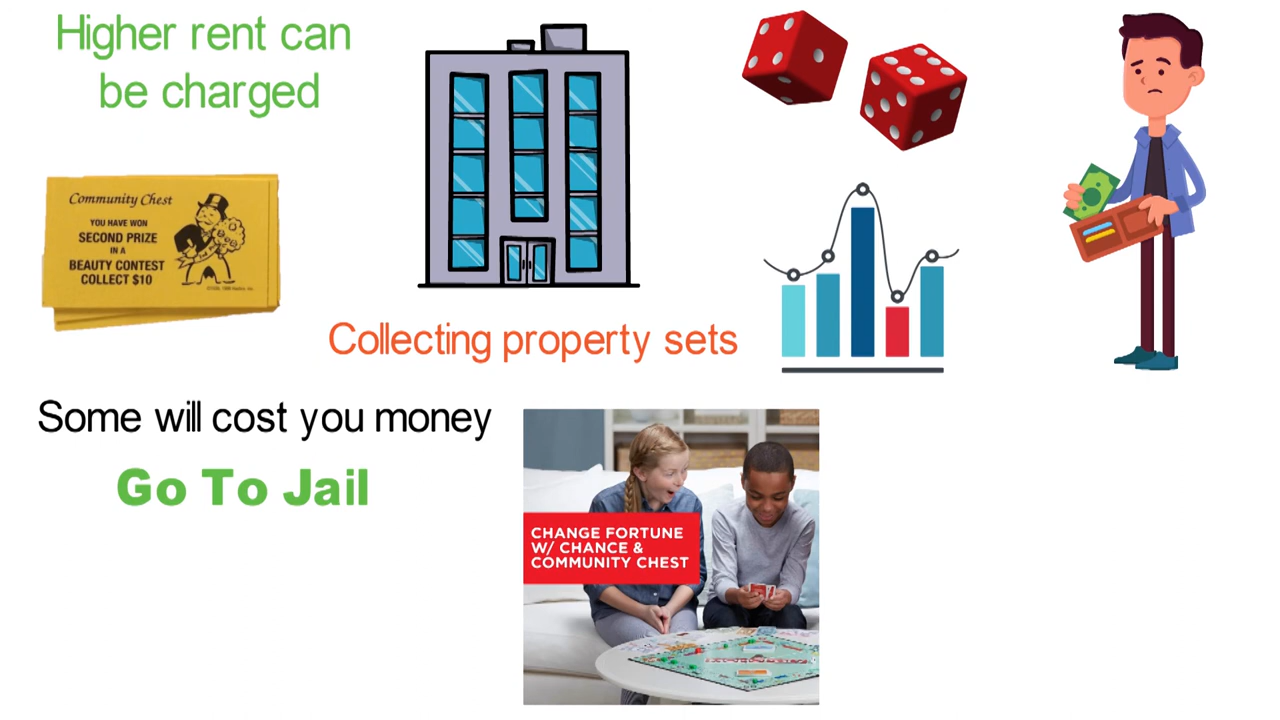 Higher rent can
be charged
Community Chest
YOU HAVE WON
SECOND PRIZE
IN A
BEAUTY CONTEST
COLLECT $10
Collecting property sets
Some will cost you money
Go To Jail
CHANGE FORTUNE
W/ CHANCE &
COMMUNITY CHEST